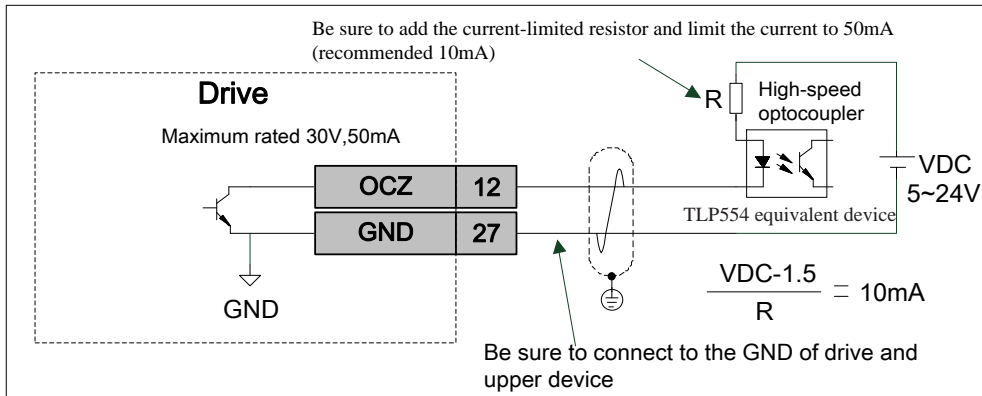 Be sure to add the current-limited resistor and limit the current to 50mA
(recommended 10mA)
Drive
Maximum rated 30V,50mA
R
High-speed
optocoupler
VDC
5~24V
OCZ 12
TLP554 equivalent device
GND 27
GND
VDC-1.5
R
= 10mA
Be sure to connect to the GND of drive and
upper device